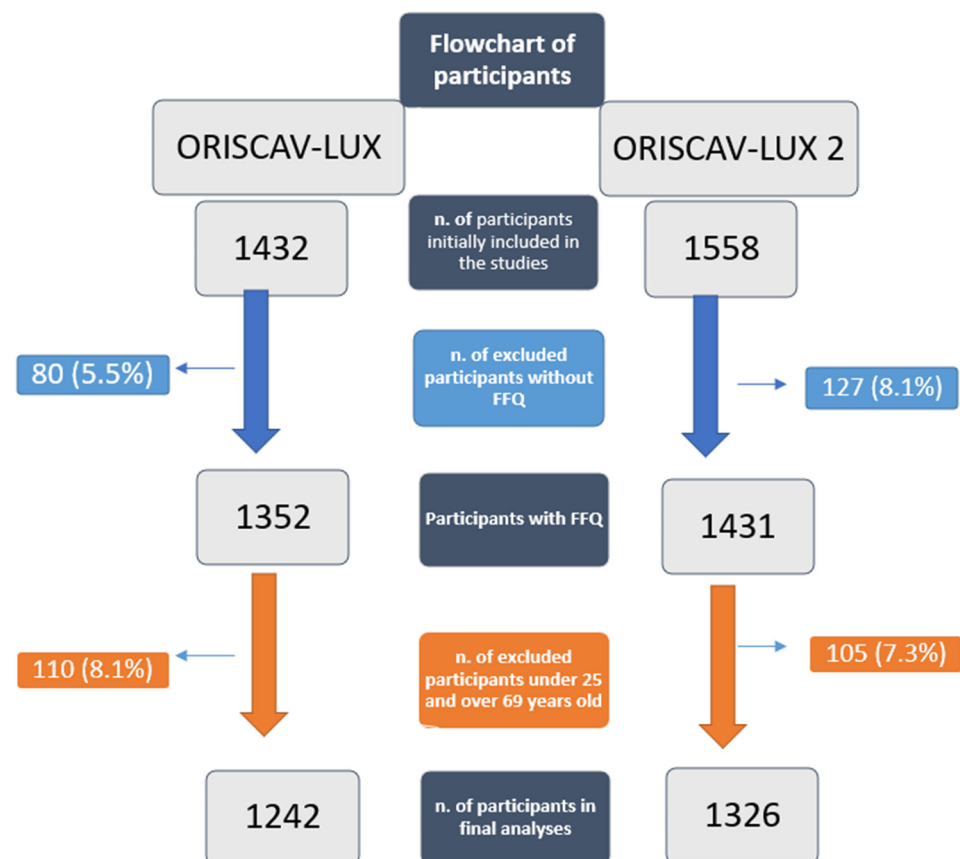 Flowchart of
participants
ORISCAV-LUX
ORISCAV-LUX 2
1432
n. of participants
initially included in
the studies
1558
80 (5.5%)
n. of excluded
participants without
FFQ
127 (8.1%)
1352
Participants with FFQ
1431
110 (8.1%)
n. of excluded
participants under 25
and over 69 years old
105 (7.3%)
1242
n. of participants in
final analyses
1326